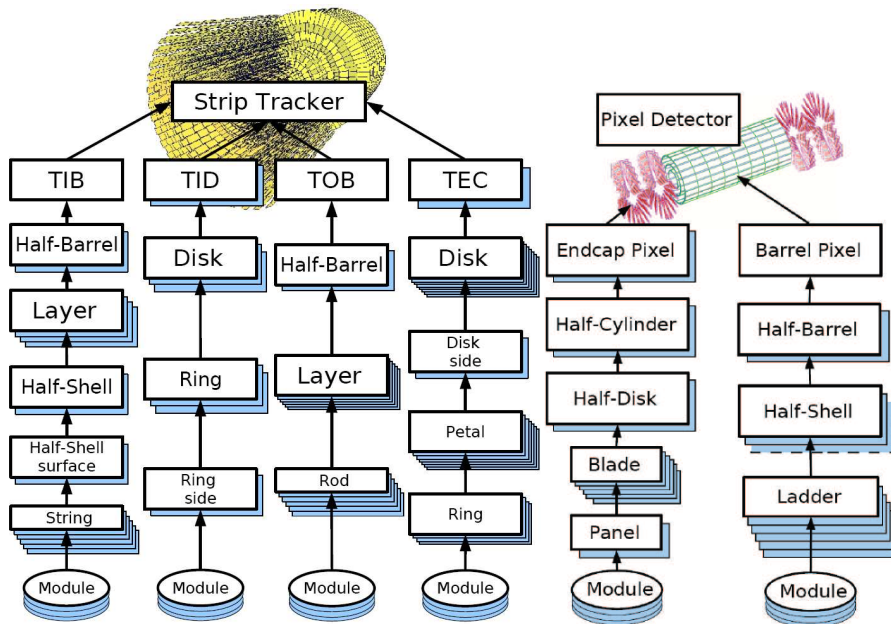 Strip Tracker
Pixel Detector
TIB
TID
TOB
TEC
Half-Barrel
Disk
Half-Barrel
Disk
Endcap Pixel
Barrel Pixel
Layer
Ring
Layer
Disk
side
Half-Cylinder
Half-Barrel
Half-Shell
Petal
Half-Disk
Half-Shell
Half-Shell
surface
Ring
side
Rod
Ring
Blade
Ladder
String
Panel
Module
Module
Module
Module
Module
Module